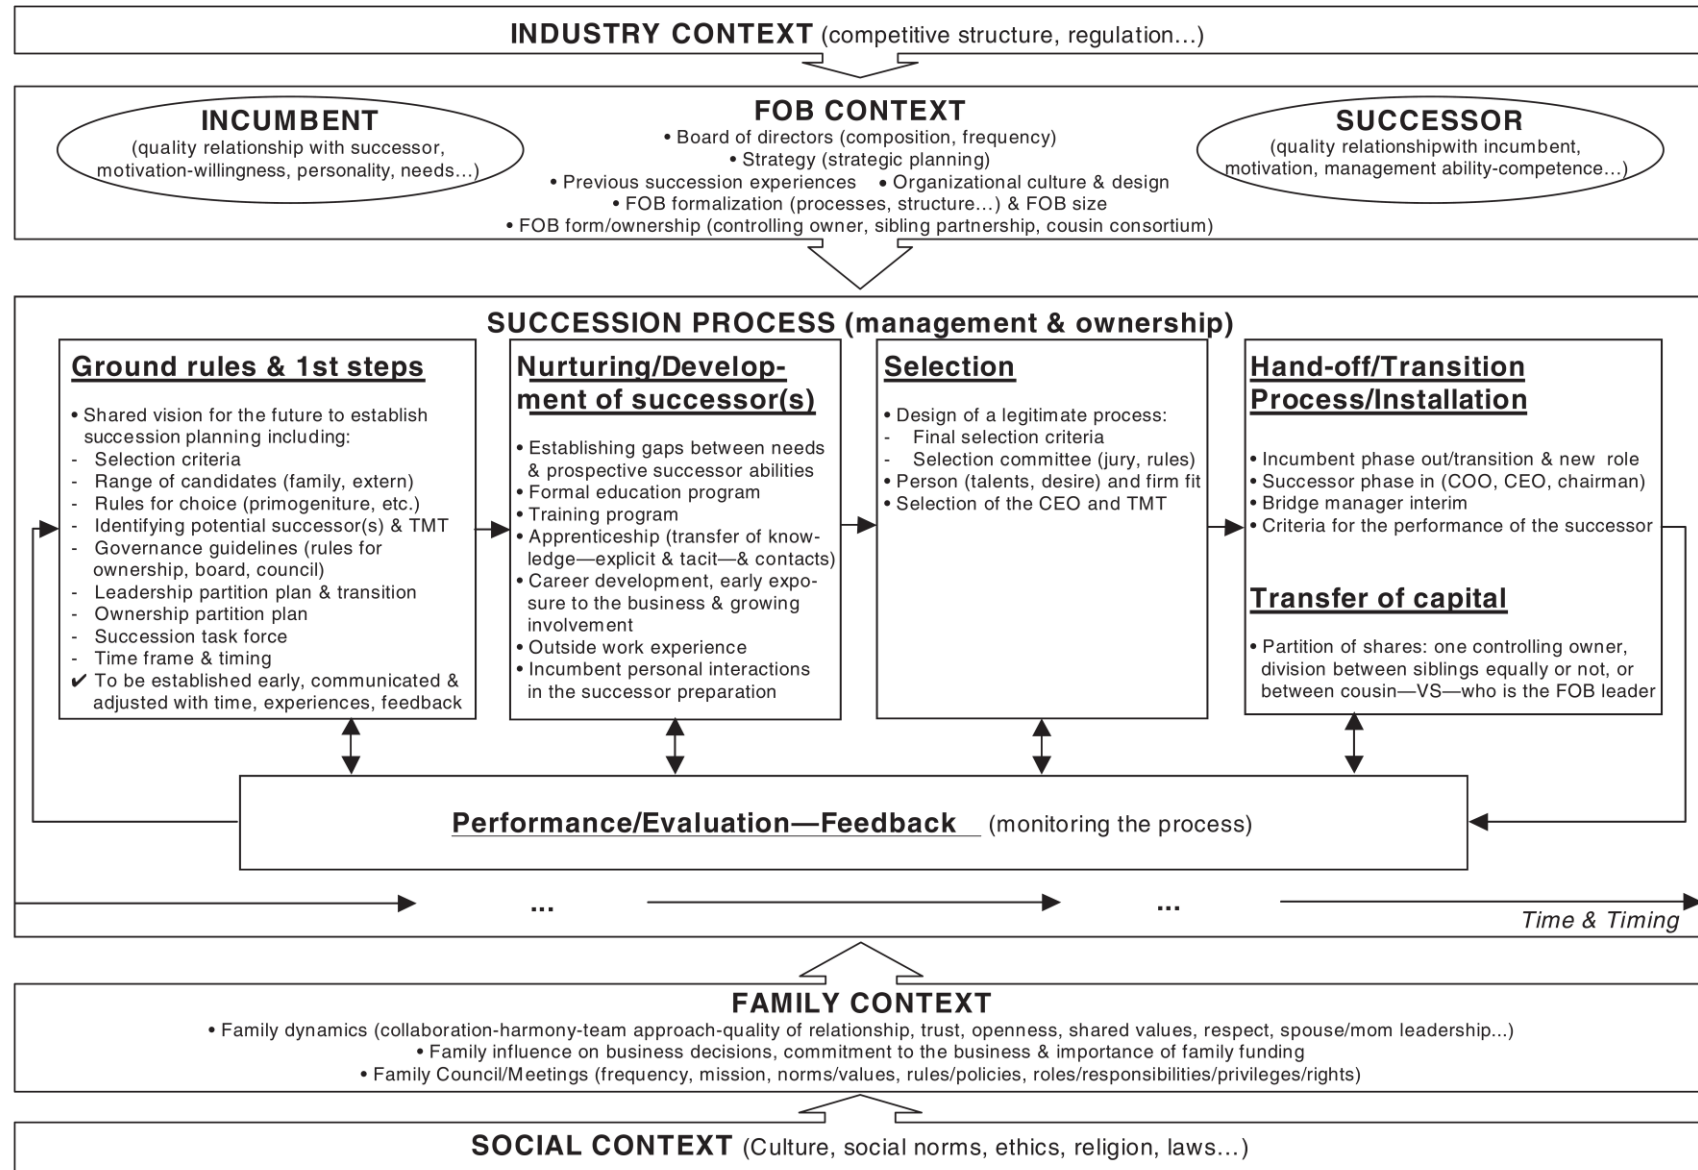 INDUSTRY CONTEXT (competitive structure, regulation...)
INCUMBENT
(quality relationship with successor,
motivation-willingness, personality, needs...)
FOB CONTEXT
• Board of directors (composition, frequency)
• Strategy (strategic planning)
• Previous succession experiences • Organizational culture & design
• FOB formalization (processes, structure...) & FOB size
• FOB form/ownership (controlling owner, sibling partnership, cousin consortium)
SUCCESSOR
(quality relationshipwith incumbent,
motivation, management ability-competence...)
SUCCESSION PROCESS (management & ownership)
Ground rules & 1st steps
• Shared vision for the future to establish
succession planning including:
- Selection criteria
- Range of candidates (family, extern)
- Rules for choice (primogeniture, etc.)
- Identifying potential successor(s) & TMT
- Governance guidelines (rules for
ownership, board, council)
- Leadership partition plan & transition
- Ownership partition plan
- Succession task force
- Time frame & timing
✔ To be established early, communicated &
adjusted with time, experiences, feedback
Nurturing/Develop-
ment of successor(s)
• Establishing gaps between needs
& prospective successor abilities
• Formal education program
• Training program
• Apprenticeship (transfer of know-
ledge—explicit & tacit—& contacts)
• Career development, early expo-
sure to the business & growing
involvement
• Outside work experience
• Incumbent personal interactions
in the successor preparation
Selection
• Design of a legitimate process:
- Final selection criteria
- Selection committee (jury, rules)
• Person (talents, desire) and firm fit
• Selection of the CEO and TMT
Hand-off/Transition
Process/Installation
• Incumbent phase out/transition & new role
• Successor phase in (COO, CEO, chairman)
• Bridge manager interim
• Criteria for the performance of the successor
Transfer of capital
• Partition of shares: one controlling owner,
division between siblings equally or not, or
between cousin—VS—who is the FOB leader
Performance/Evaluation—Feedback (monitoring the process)
... ...
Time & Timing
FAMILY CONTEXT
• Family dynamics (collaboration-harmony-team approach-quality of relationship, trust, openness, shared values, respect, spouse/mom leadership...)
• Family influence on business decisions, commitment to the business & importance of family funding
• Family Council/Meetings (frequency, mission, norms/values, rules/policies, roles/responsibilities/privileges/rights)
SOCIAL CONTEXT (Culture, social norms, ethics, religion, laws...)